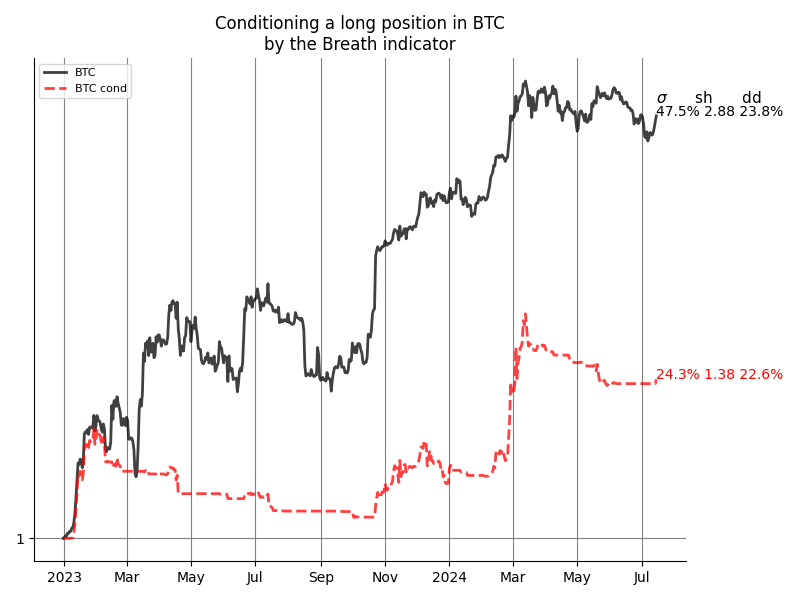 Conditioning a long position in BTC
by the Breath indicator
BTC
BTC cond
σ sh dd
47.5% 2.88 23.8%
24.3% 1.38 22.6%
1
2023 Mar May Jul Sep Nov 2024 Mar May Jul